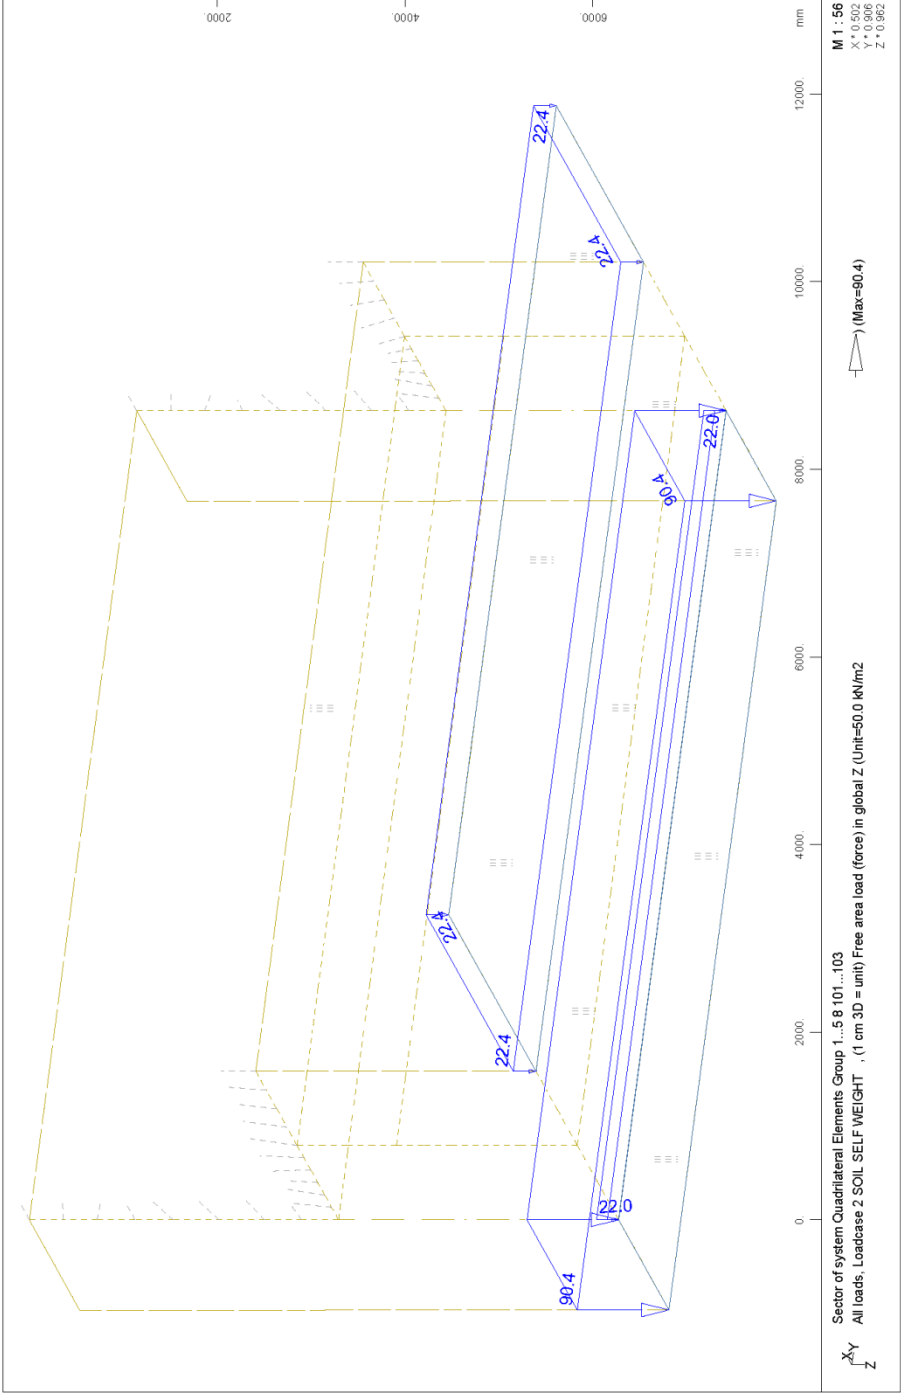 2000.
4000.
6000.
mm
22.4
22.4
90.4
22.0
22.4
22.4
22.0
90.4
0.
2000.
4000.
6000.
8000.
10000.
12000.
Sector of system Quadrilateral Elements Group 1...5 8 101...103
All loads, Loadcase 2 SOIL SELF WEIGHT , (1 cm 3D = unit) Free area load (force) in global Z (Unit=50.0 kN/m2
) (Max=90.4)
M 1 : 56
X * 0.502
Y * 0.906
Z * 0.962
X
Y
Z